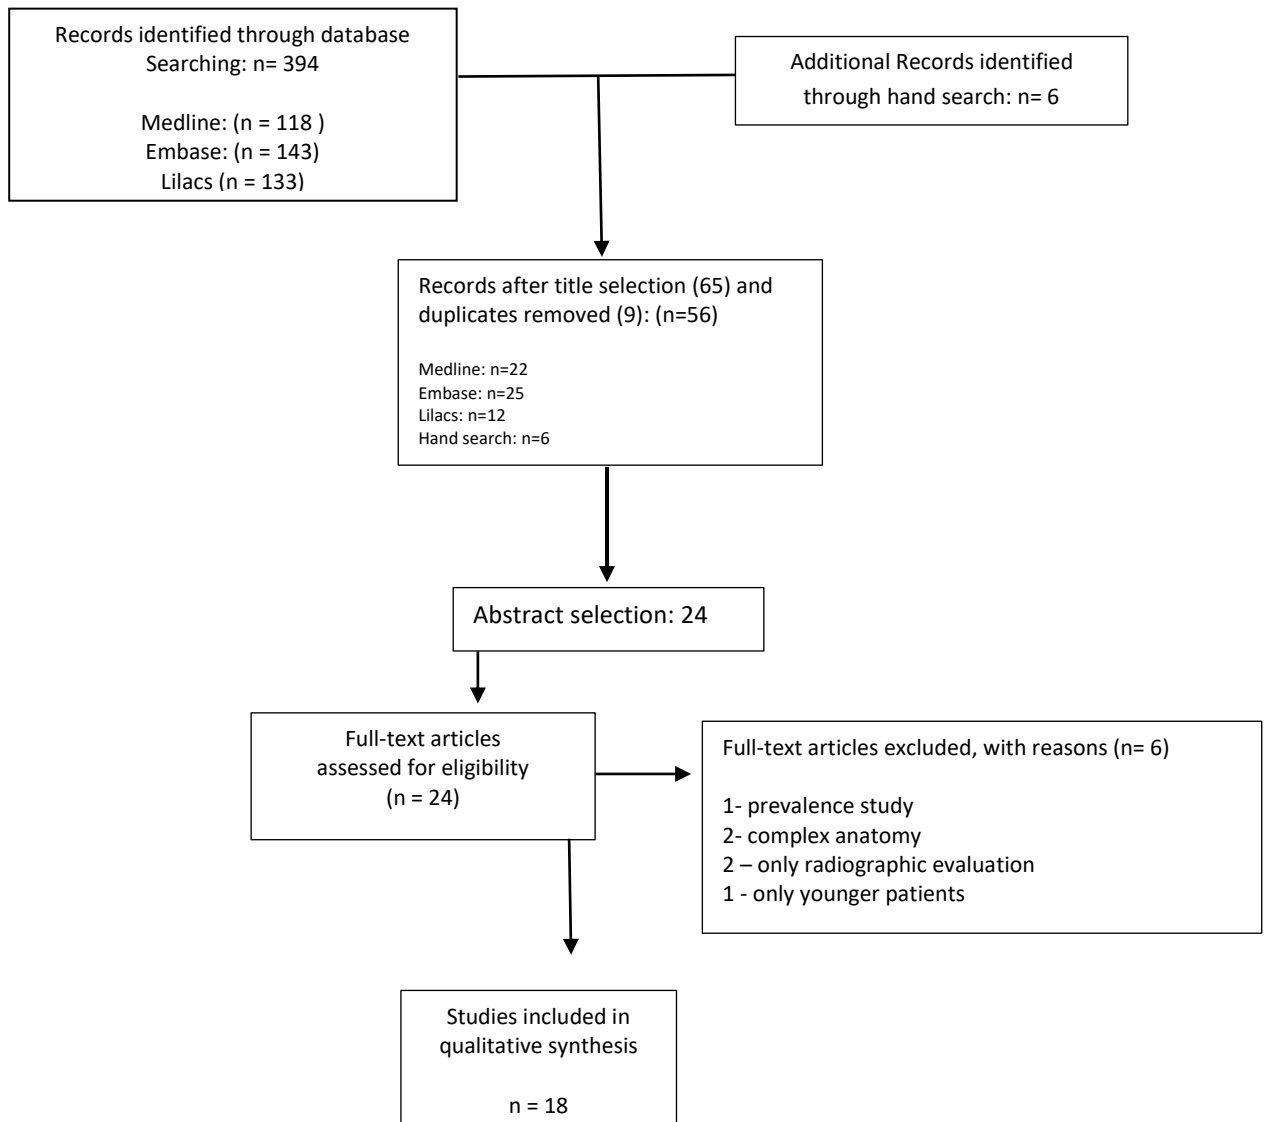 Records identified through database
Searching: n= 394
Medline: (n = 118 )
Embase: (n = 143)
Lilacs (n = 133)
Additional Records identified
through hand search: n= 6
Records after title selection (65) and
duplicates removed (9): (n=56)
Medline: n=22
Embase: n=25
Lilacs: n=12
Hand search: n=6
Abstract selection: 24
Full-text articles
assessed for eligibility
(n = 24)
Full-text articles excluded, with reasons (n= 6)
1- prevalence study
2- complex anatomy
2 – only radiographic evaluation
1 - only younger patients
Studies included in
qualitative synthesis
n = 18